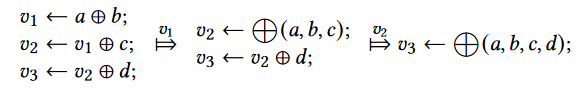 v₁ ← a ⊕ b;
v₂ ← v₁ ⊕ c;
v₃ ← v₂ ⊕ d;
v₁
⤇
v₂ ← ⨁(a, b, c);
v₃ ← v₂ ⊕ d;
v₂
⤇
v₃ ← ⨁(a, b, c, d);